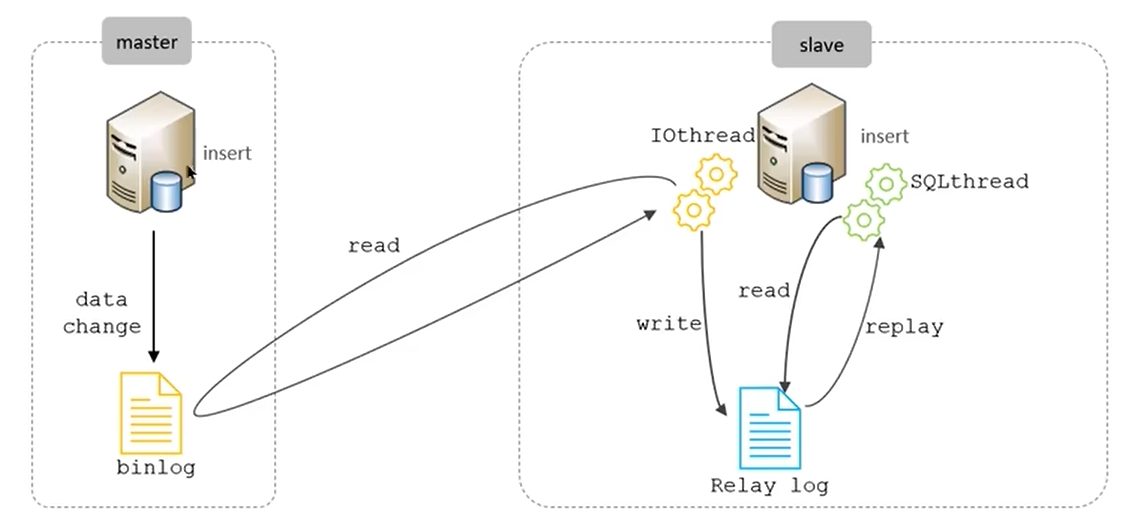 master
insert
data
change
binlog
read
slave
IOthread
insert
SQLthread
read
write
replay
Relay log